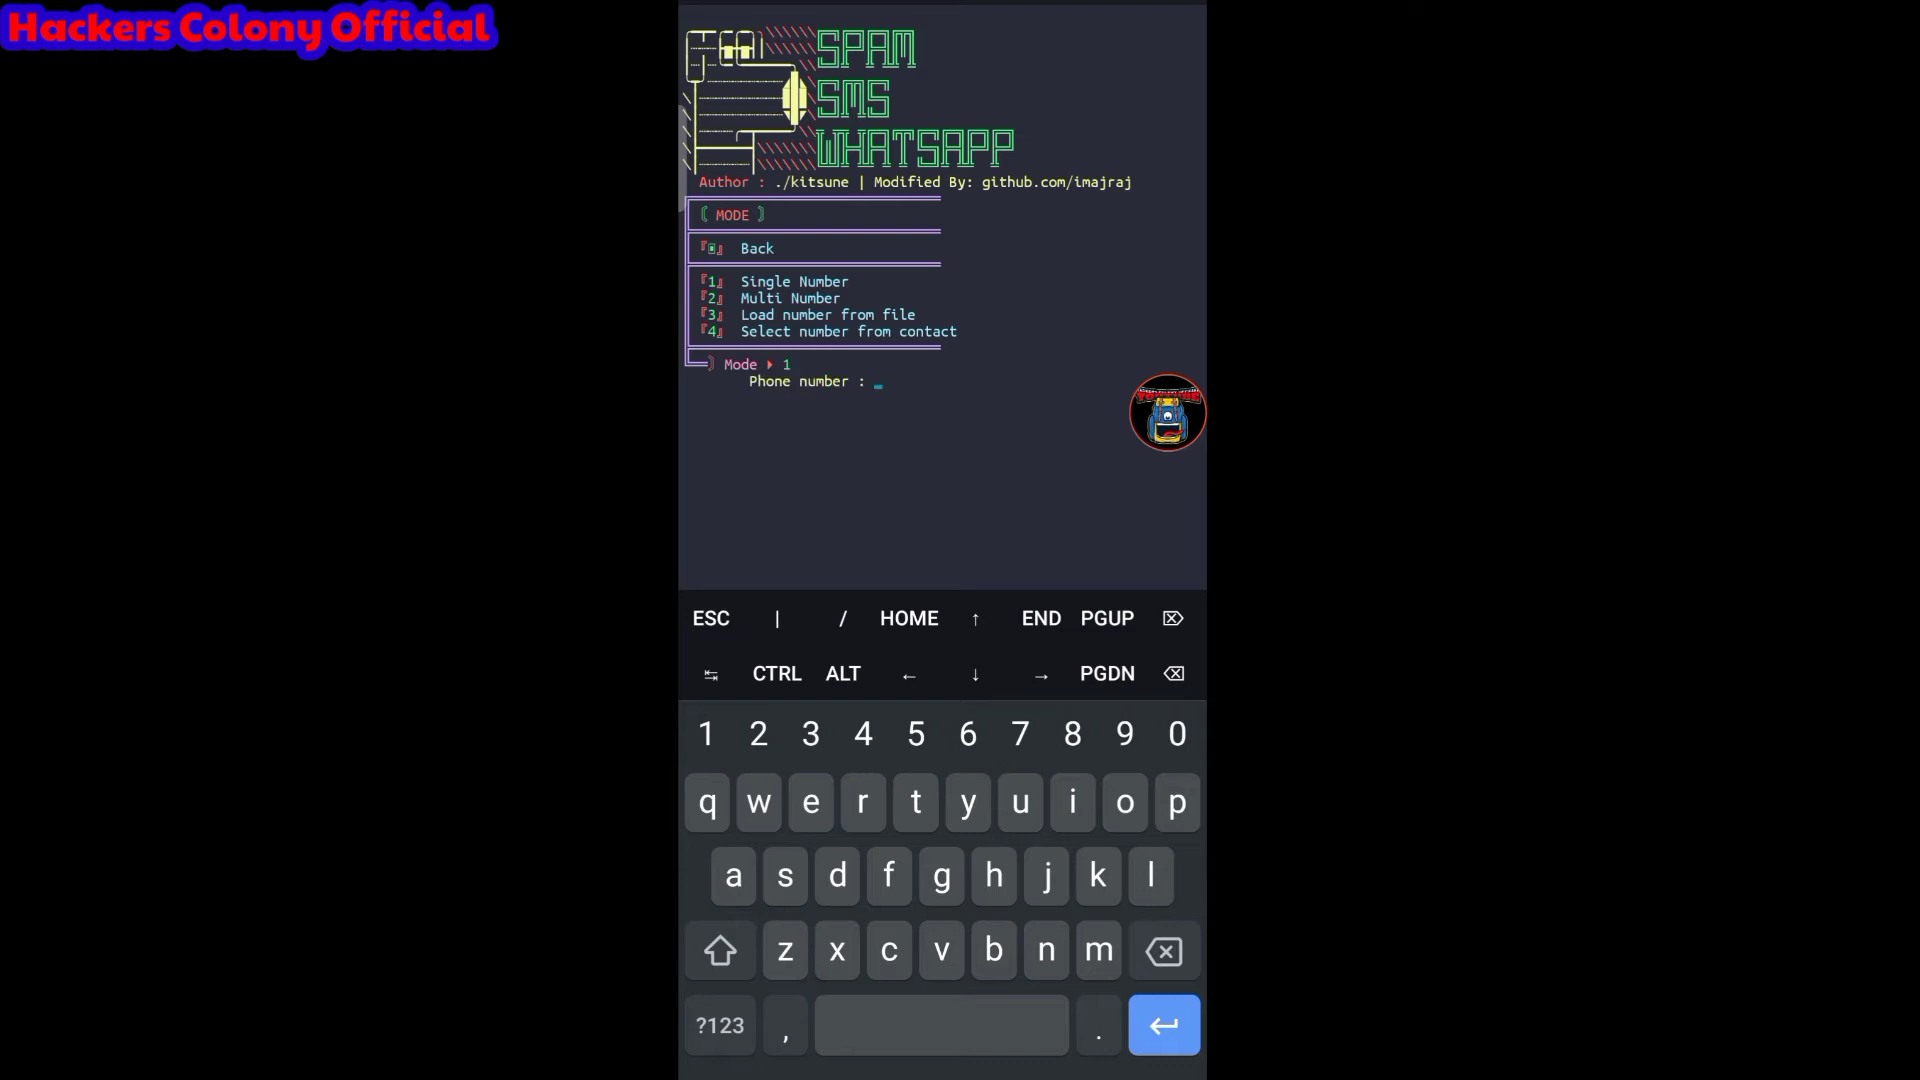 Hackers Colony Official
SPAM
SMS
WHATSAPP
Author : ./kitsune | Modified By: github.com/imajraj
〘 MODE 〙
Back
『1』 Single Number
『2』 Multi Number
『3』 Load number from file
『4』 Select number from contact
Mode ▸ 1
Phone number : _
ESC | / HOME ↑ END PGUP ⌦
↹ CTRL ALT ← ↓ → PGDN ⌫
1 2 3 4 5 6 7 8 9 0
q w e r t y u i o p
a s d f g h j k l
z x c v b n m
?123 , .